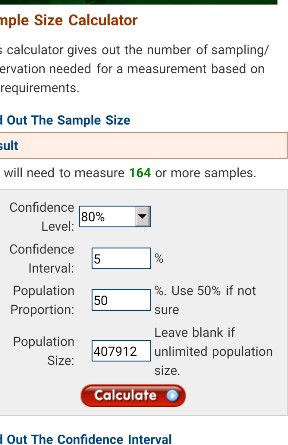 mple Size Calculator
s calculator gives out the number of sampling/
ervation needed for a measurement based on
requirements.
d Out The Sample Size
sult
will need to measure 164 or more samples.
Confidence
Level: 80%
Confidence
Interval: 5 %
Population
Proportion: 50 %. Use 50% if not
sure
Population
Size: 407912 Leave blank if
unlimited population
size.
Calculate
d Out The Confidence Interval